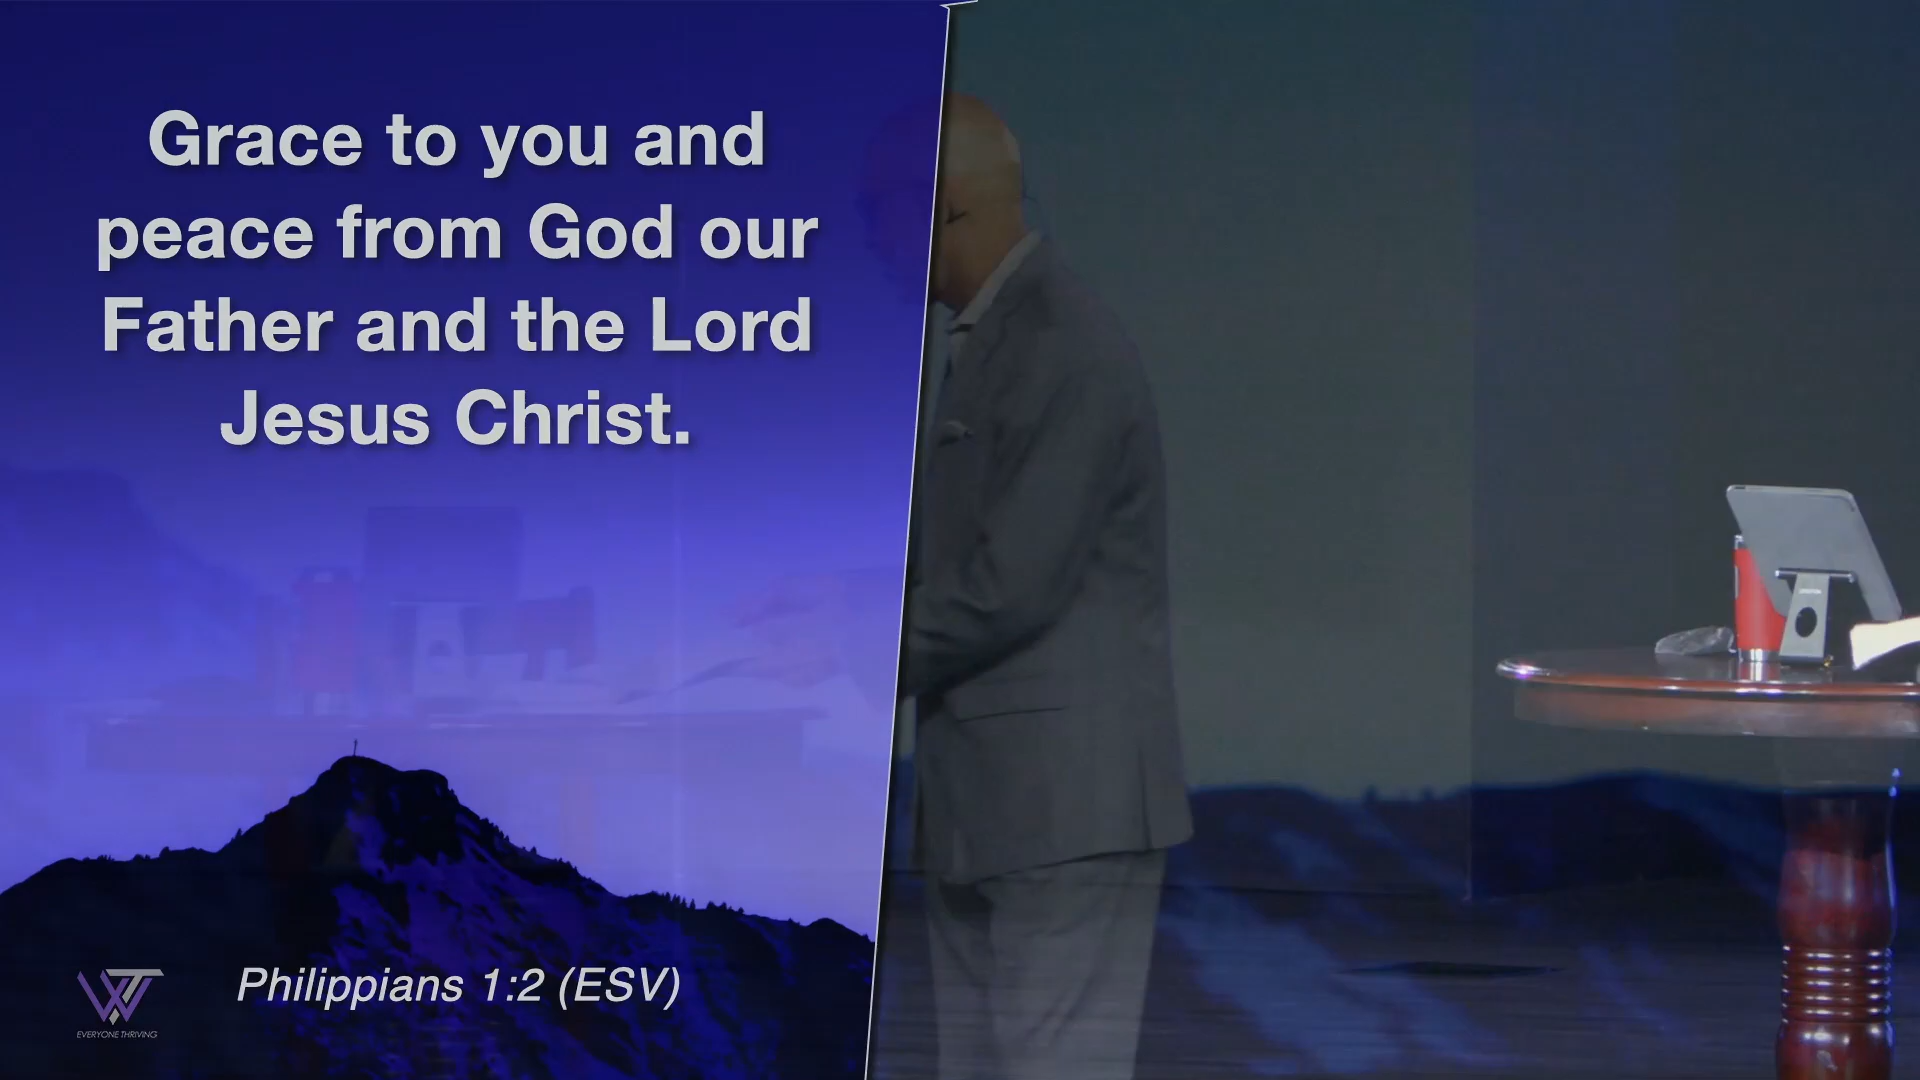 Grace to you and
peace from God our
Father and the Lord
Jesus Christ.
Philippians 1:2 (ESV)
WT
EVERYONE THRIVING